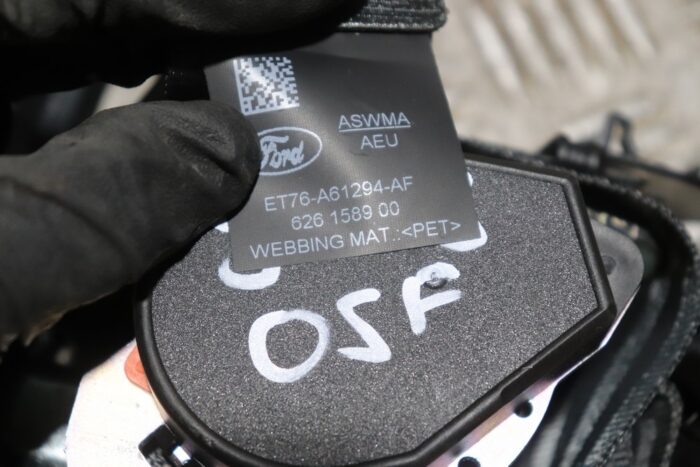 ASWMA
AEU
Ford
ET76-A61294-AF
626 1589 00
WEBBING MAT.:<PET>
OSF